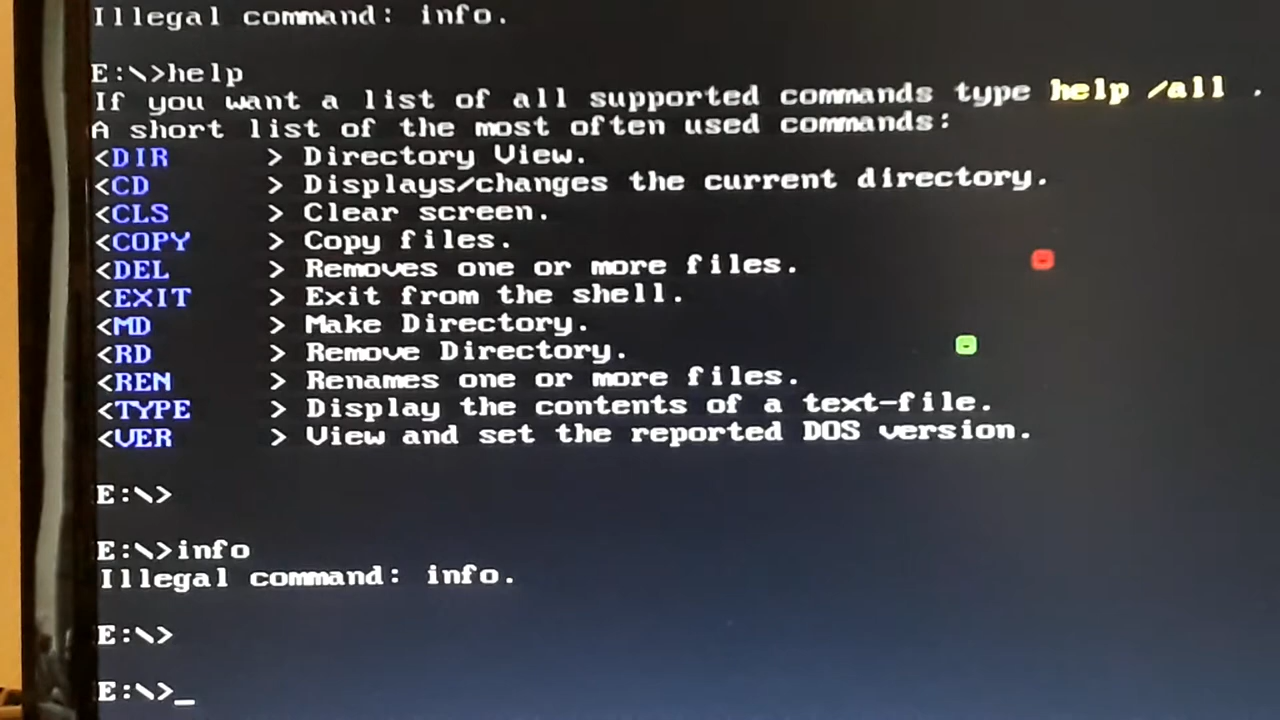 Illegal command: info.
E:\>help
If you want a list of all supported commands type help /all .
A short list of the most often used commands:
<DIR > Directory View.
<CD > Displays/changes the current directory.
<CLS > Clear screen.
<COPY > Copy files.
<DEL > Removes one or more files.
<EXIT > Exit from the shell.
<MD > Make Directory.
<RD > Remove Directory.
<REN > Renames one or more files.
<TYPE > Display the contents of a text-file.
<VER > View and set the reported DOS version.
E:\>
E:\>info
Illegal command: info.
E:\>
E:\>_